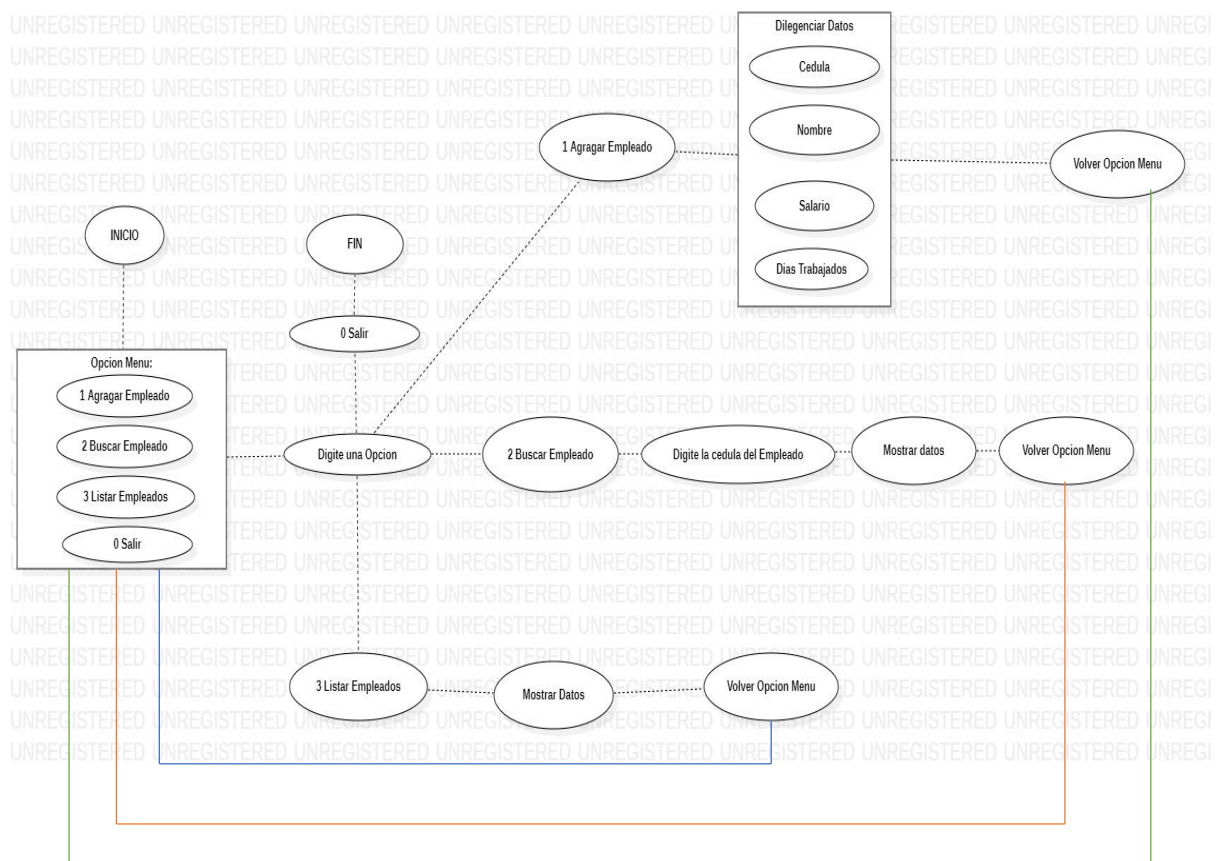 Dilegenciar Datos
Cedula
Nombre
Salario
Dias Trabajados
1 Agragar Empleado
Volver Opcion Menu
INICIO
FIN
0 Salir
Opcion Menu:
1 Agragar Empleado
2 Buscar Empleado
3 Listar Empleados
0 Salir
Digite una Opcion
2 Buscar Empleado
Digite la cedula del Empleado
Mostrar datos
Volver Opcion Menu
3 Listar Empleados
Mostrar Datos
Volver Opcion Menu
UNREGISTERED